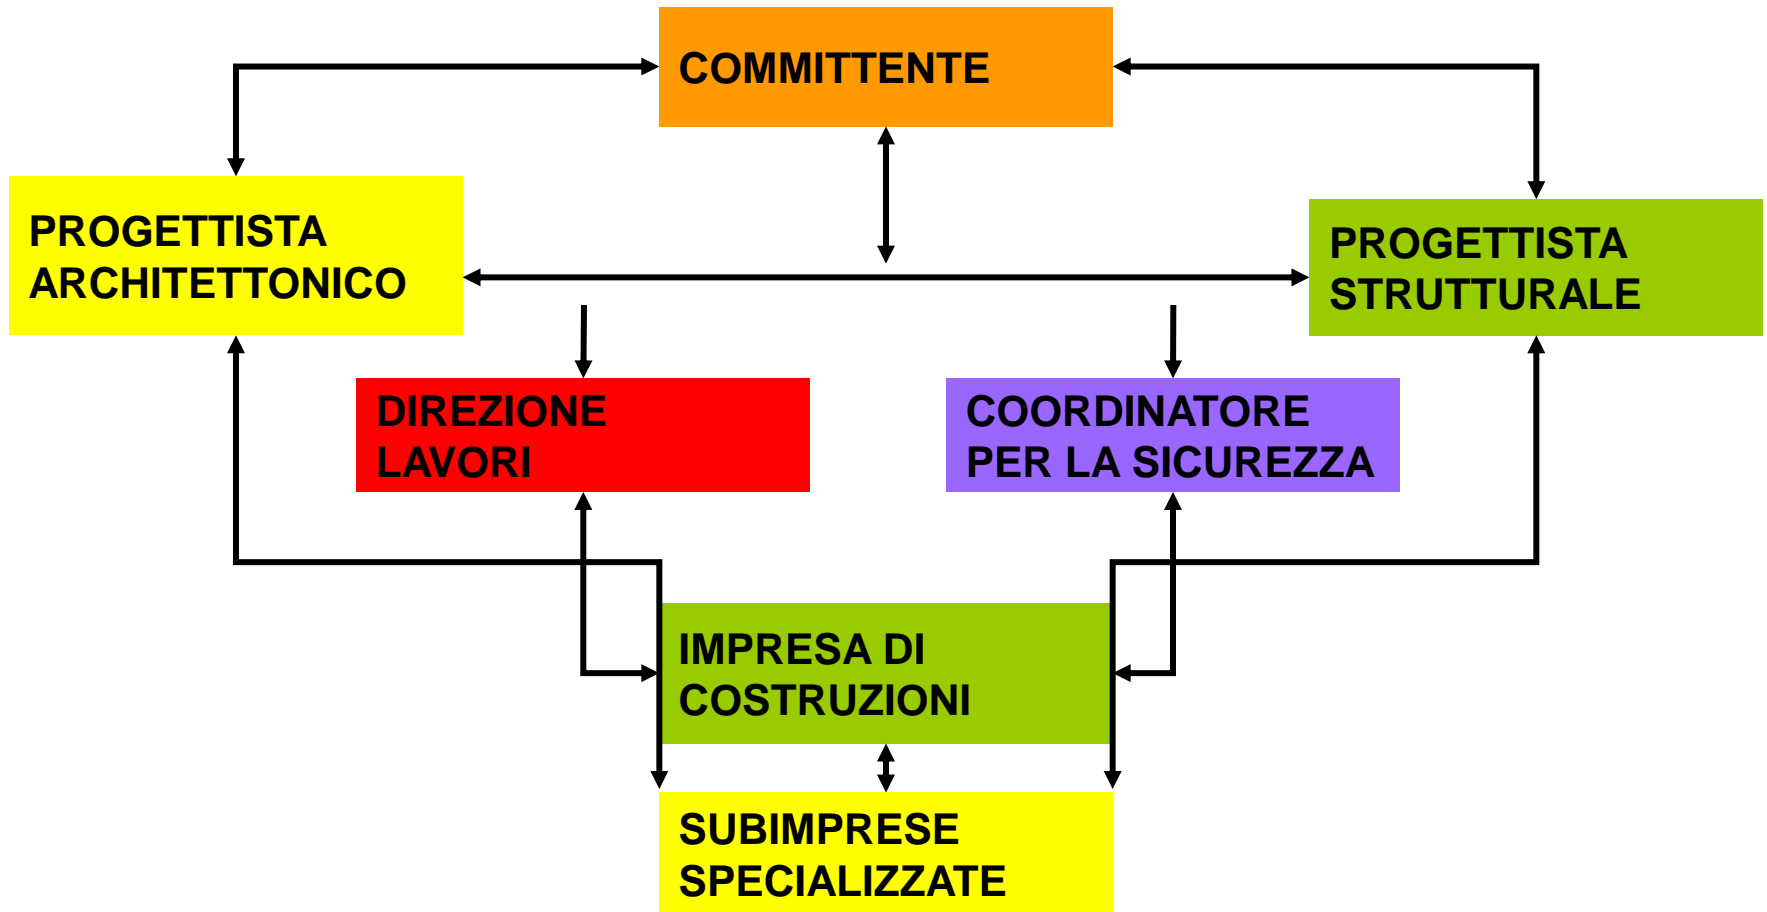 COMMITTENTE
PROGETTISTA
ARCHITETTONICO
PROGETTISTA
STRUTTURALE
DIREZIONE
LAVORI
COORDINATORE
PER LA SICUREZZA
IMPRESA DI
COSTRUZIONI
SUBIMPRESE
SPECIALIZZATE